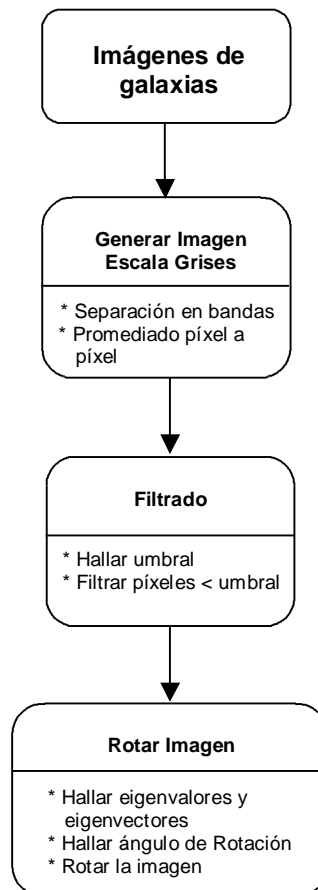 Imágenes de
galaxias
Generar Imagen
Escala Grises
* Separación en bandas
* Promediado píxel a
píxel
Filtrado
* Hallar umbral
* Filtrar píxeles < umbral
Rotar Imagen
* Hallar eigenvalores y
eigenvectores
* Hallar ángulo de Rotación
* Rotar la imagen